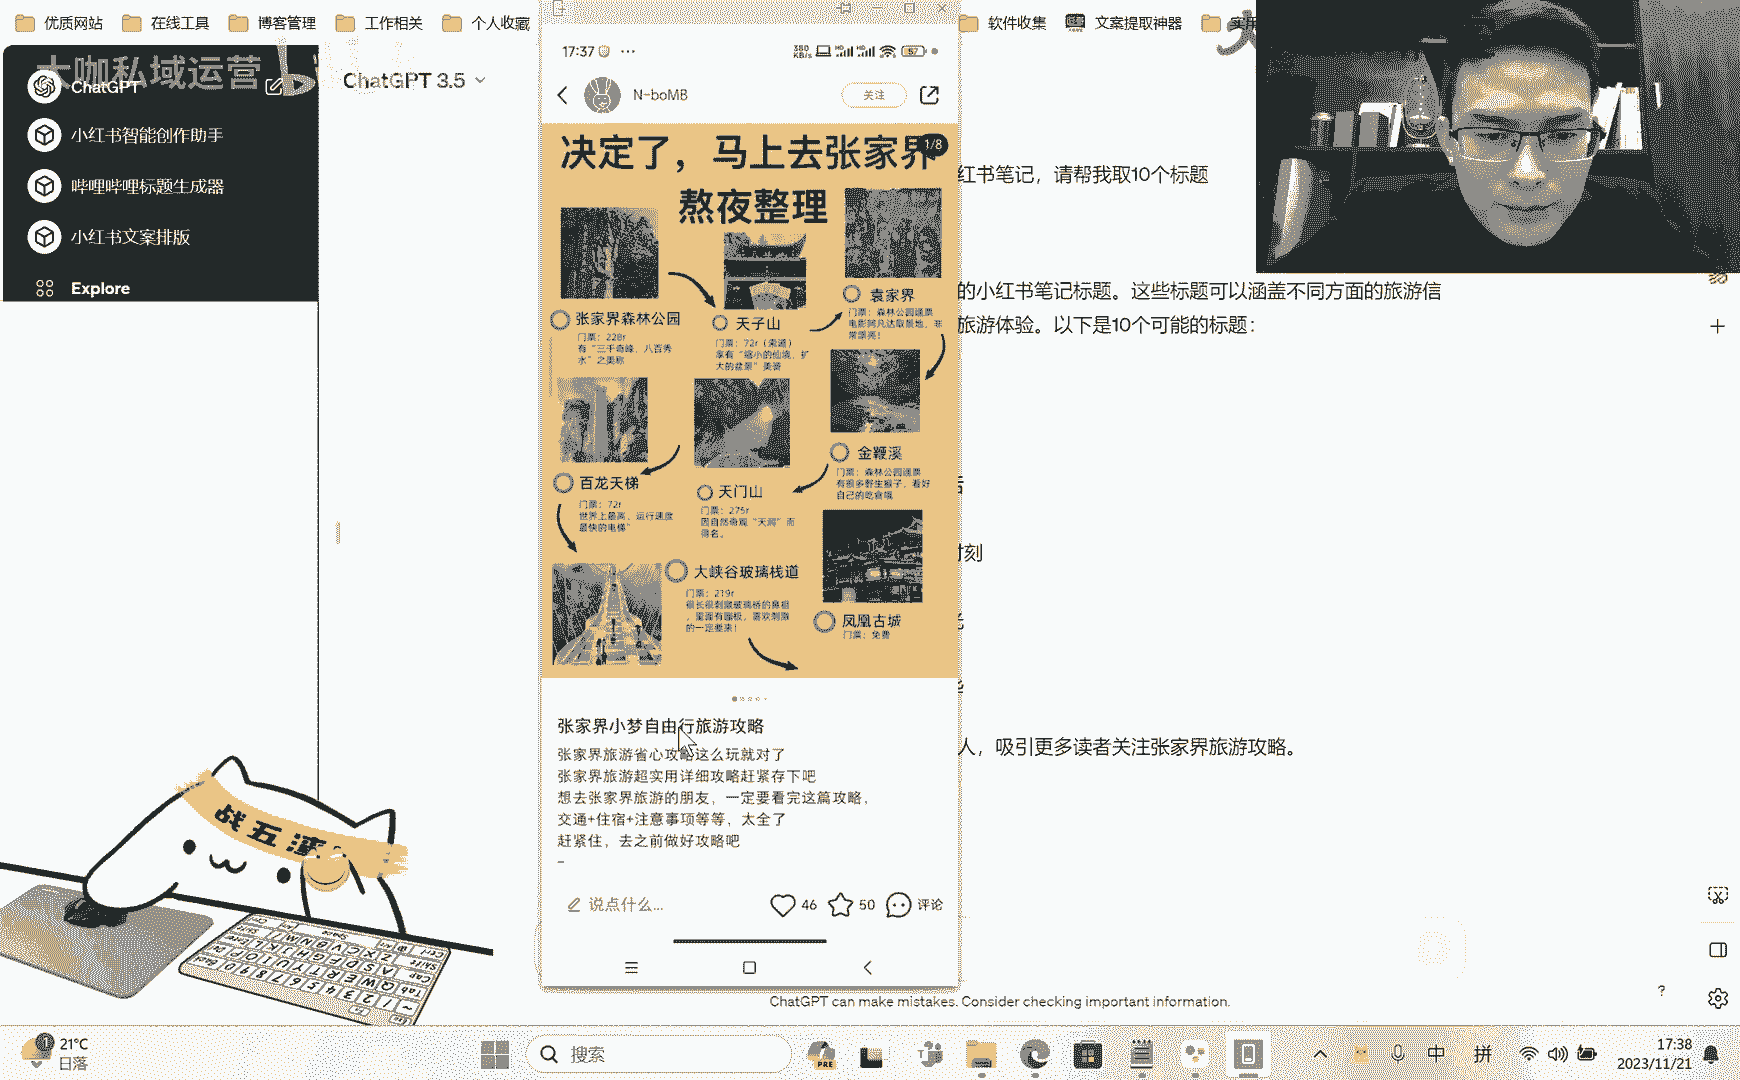 优质网站
在线工具
博客管理
工作相关
个人收藏
软件收集
文案提取神器
大咖私域运营
ChatGPT
小红书智能创作助手
哔哩哔哩标题生成器
小红书文案排版
Explore
ChatGPT 3.5
17:37
380 KB/s
57
N-boMB
关注
1/8
决定了，马上去张家界
熬夜整理
张家界森林公园
门票：228r
有“三千奇峰，八百秀
水”之美称
天子山
门票：72r（索道）
享有“缩小的仙境，扩
大的盆景”美誉
袁家界
门票：森林公园通票
电影阿凡达取景地，非
常漂亮！
百龙天梯
门票：72r
世界上最高、运行速度
最快的电梯“
天门山
门票：275r
因自然奇观“天洞”而
得名。
金鞭溪
门票：森林公园通票
有很多野生猴子，看好
自己的吃食哦
大峡谷玻璃栈道
门票：219r
很长很刺激玻璃桥的鼻祖
，里面有蹦极，喜欢刺激
的一定要来！
凤凰古城
门票：免费
张家界小梦自由行旅游攻略
张家界旅游省心攻略这么玩就对了
张家界旅游超实用详细攻略赶紧存下吧
想去张家界旅游的朋友，一定要看完这篇攻略，
交通+住宿+注意事项等等，太全了
赶紧住，去之前做好攻略吧
–
说点什么...
46
50
评论
红书笔记，请帮我取10个标题
的小红书笔记标题。这些标题可以涵盖不同方面的旅游信
旅游体验。以下是10个可能的标题：
时刻
人，吸引更多读者关注张家界旅游攻略。
ChatGPT can make mistakes. Consider checking important information.
?
21°C
日落
搜索
PRE
中
拼
17:38
2023/11/21